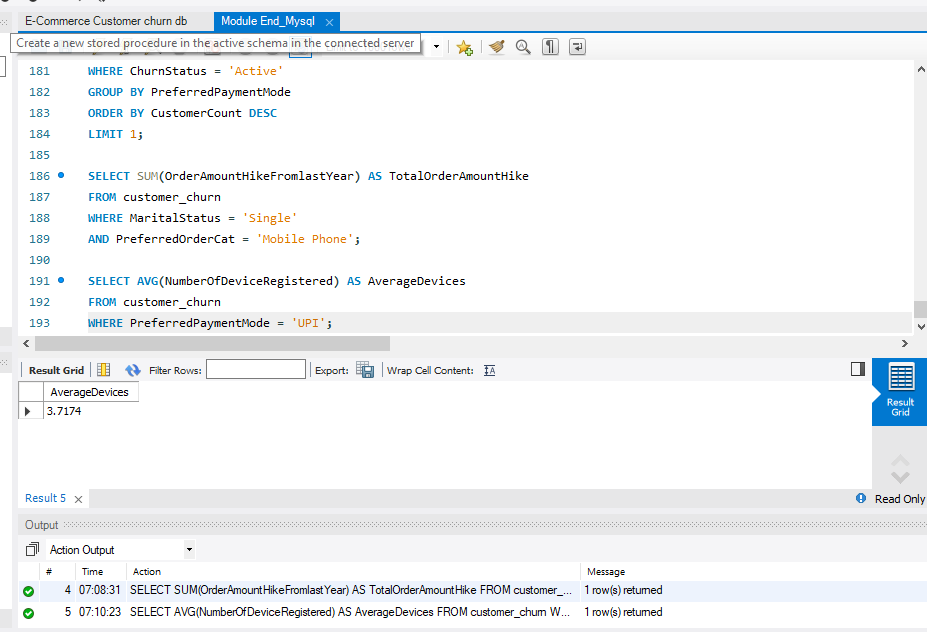 E-Commerce Customer churn db
Module End_Mysql
Create a new stored procedure in the active schema in the connected server
181 WHERE ChurnStatus = 'Active'
182 GROUP BY PreferredPaymentMode
183 ORDER BY CustomerCount DESC
184 LIMIT 1;
185
186 SELECT SUM(OrderAmountHikeFromlastYear) AS TotalOrderAmountHike
187 FROM customer_churn
188 WHERE MaritalStatus = 'Single'
189 AND PreferredOrderCat = 'Mobile Phone';
190
191 SELECT AVG(NumberOfDeviceRegistered) AS AverageDevices
192 FROM customer_churn
193 WHERE PreferredPaymentMode = 'UPI';
Result Grid Filter Rows: Export: Wrap Cell Content:
AverageDevices
3.7174
Result Grid
Result 5
Read Only
Output
Action Output
# Time Action Message
4 07:08:31 SELECT SUM(OrderAmountHikeFromlastYear) AS TotalOrderAmountHike FROM customer_... 1 row(s) returned
5 07:10:23 SELECT AVG(NumberOfDeviceRegistered) AS AverageDevices FROM customer_churn W... 1 row(s) returned